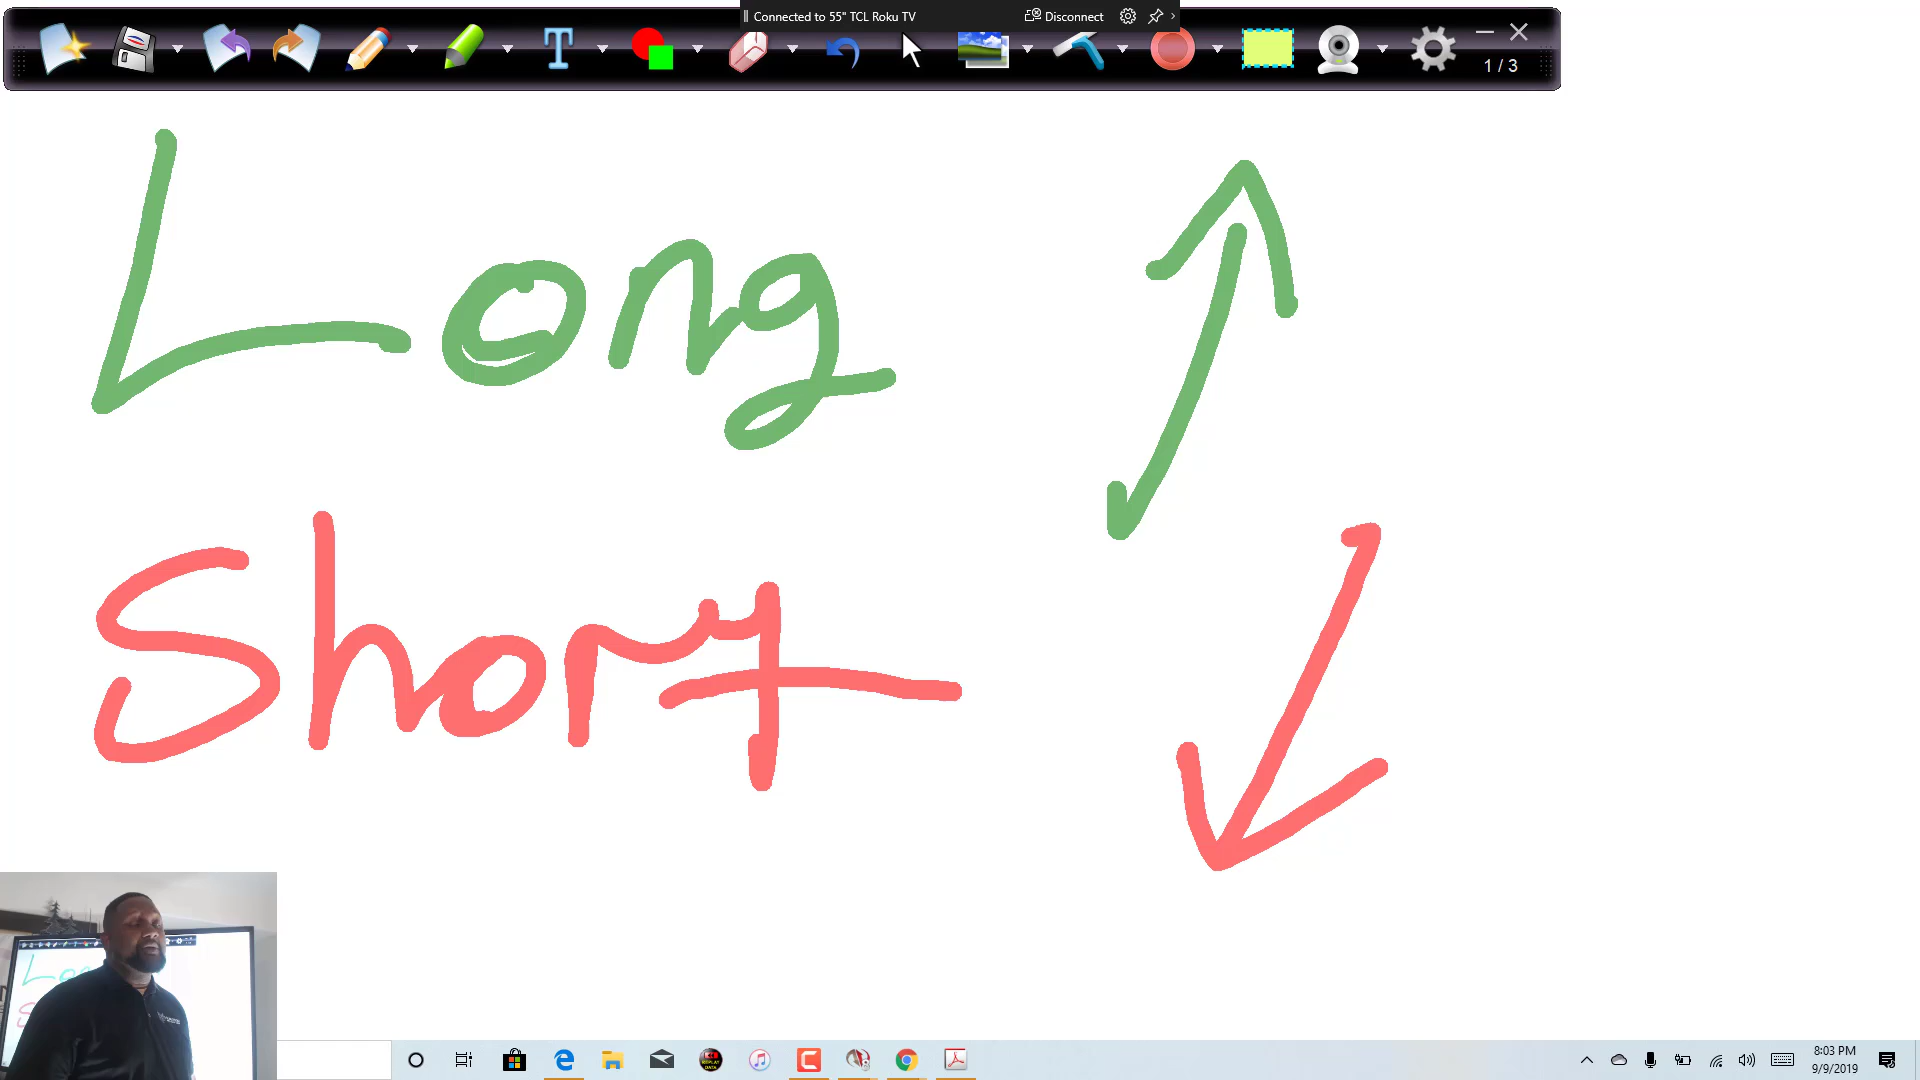 Connected to 55" TCL Roku TV
Disconnect
T
1 / 3
Long
Short
8:03 PM
9/9/2019